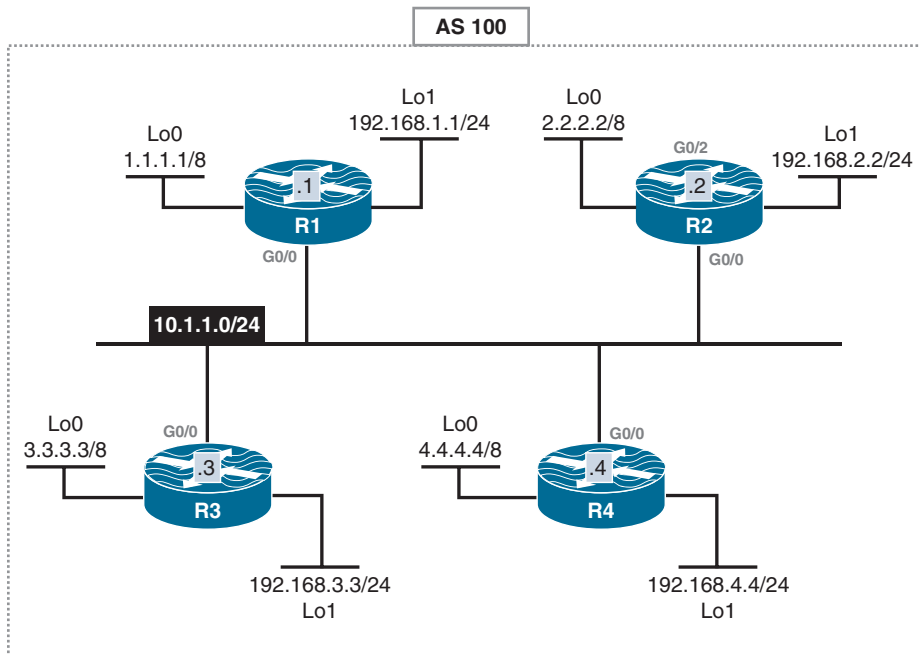 AS 100
Lo0
1.1.1.1/8
Lo1
192.168.1.1/24
.1
R1
G0/0
Lo0
2.2.2.2/8
G0/2
Lo1
192.168.2.2/24
.2
R2
G0/0
10.1.1.0/24
Lo0
3.3.3.3/8
G0/0
.3
R3
192.168.3.3/24
Lo1
Lo0
4.4.4.4/8
G0/0
.4
R4
192.168.4.4/24
Lo1